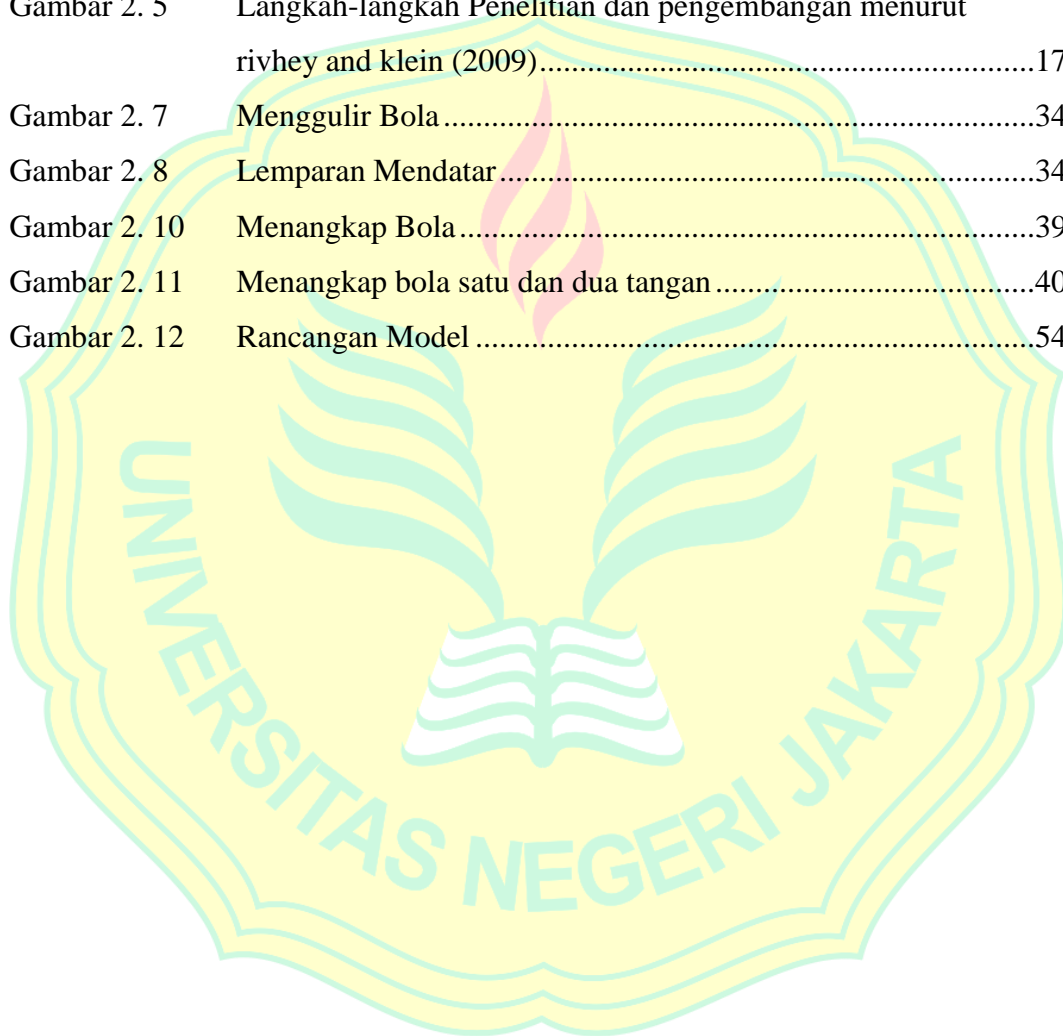 Gambar 2. 5 Langkah-langkah Penelitian dan pengembangan menurut
rivhey and klein (2009)....................................................................17
Gambar 2. 7 Menggulir Bola................................................................................34
Gambar 2. 8 Lemparan Mendatar.........................................................................34
Gambar 2. 10 Menangkap Bola..............................................................................39
Gambar 2. 11 Menangkap bola satu dan dua tangan...........................................40
Gambar 2. 12 Rancangan Model............................................................................54
UNIVERSITAS NEGERI JAKARTA